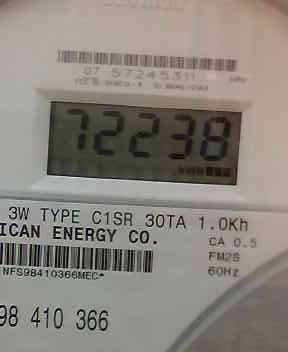 07 57245311
72238
3W TYPE C1SR 30TA 1.0Kh
ICAN ENERGY CO.
CA 0.5
FM2S
60Hz
NFS98410366MEC*
98 410 366